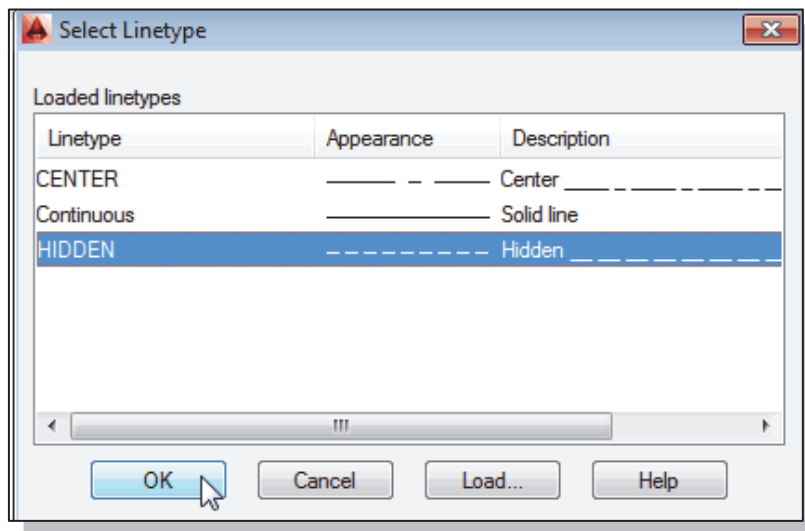 Select Linetype
Loaded linetypes
Linetype Appearance Description
CENTER Center
Continuous Solid line
HIDDEN Hidden
OK Cancel Load... Help